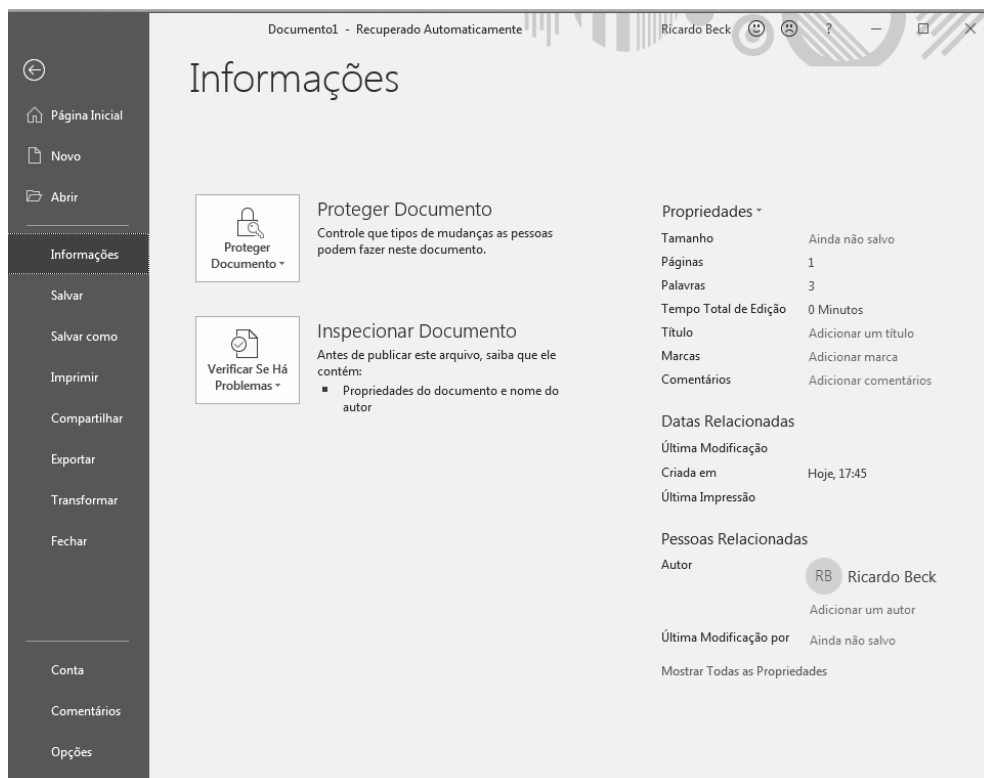 Documento1 - Recuperado Automaticamente
Ricardo Beck
?
Informações
Página Inicial
Novo
Abrir
Informações
Salvar
Salvar como
Imprimir
Compartilhar
Exportar
Transformar
Fechar
Conta
Comentários
Opções
Proteger
Documento
Proteger Documento
Controle que tipos de mudanças as pessoas
podem fazer neste documento.
Verificar Se Há
Problemas
Inspecionar Documento
Antes de publicar este arquivo, saiba que ele
contém:
Propriedades do documento e nome do
autor
Propriedades
Tamanho Ainda não salvo
Páginas 1
Palavras 3
Tempo Total de Edição 0 Minutos
Título Adicionar um título
Marcas Adicionar marca
Comentários Adicionar comentários
Datas Relacionadas
Última Modificação
Criada em Hoje, 17:45
Última Impressão
Pessoas Relacionadas
Autor
RB Ricardo Beck
Adicionar um autor
Última Modificação por Ainda não salvo
Mostrar Todas as Propriedades